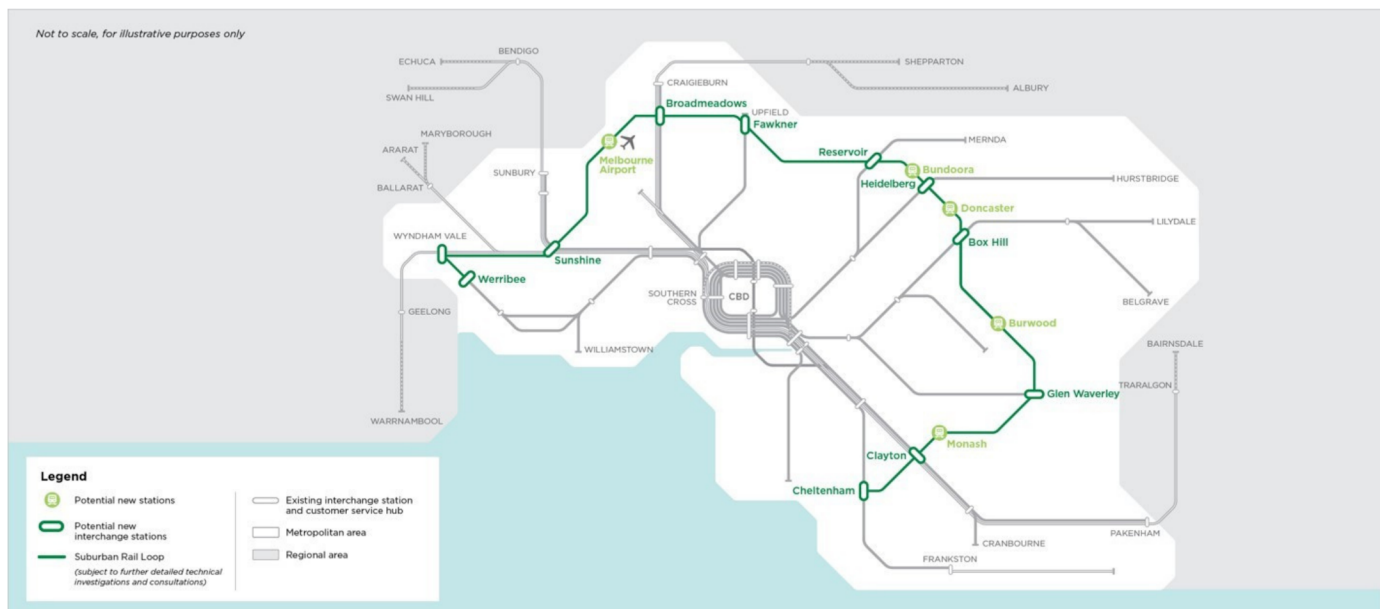 Not to scale, for illustrative purposes only
BENDIGO
ECHUCA
SHEPPARTON
CRAIGIEBURN
SWAN HILL
ALBURY
Broadmeadows
UPFIELD
Fawkner
MARYBOROUGH
MERNDA
ARARAT
Reservoir
Melbourne
Airport
Bundoora
SUNBURY
HURSTBRIDGE
Heidelberg
BALLARAT
Doncaster
LILYDALE
WYNDHAM VALE
Box Hill
Sunshine
Werribee
SOUTHERN
CROSS
CBD
BELGRAVE
GEELONG
Burwood
BAIRNSDALE
WILLIAMSTOWN
TRARALGON
Glen Waverley
WARRNAMBOOL
Monash
Clayton
Cheltenham
PAKENHAM
CRANBOURNE
FRANKSTON
Legend
Potential new stations
Potential new
interchange stations
Suburban Rail Loop
(subject to further detailed technical
investigations and consultations)
Existing interchange station
and customer service hub
Metropolitan area
Regional area